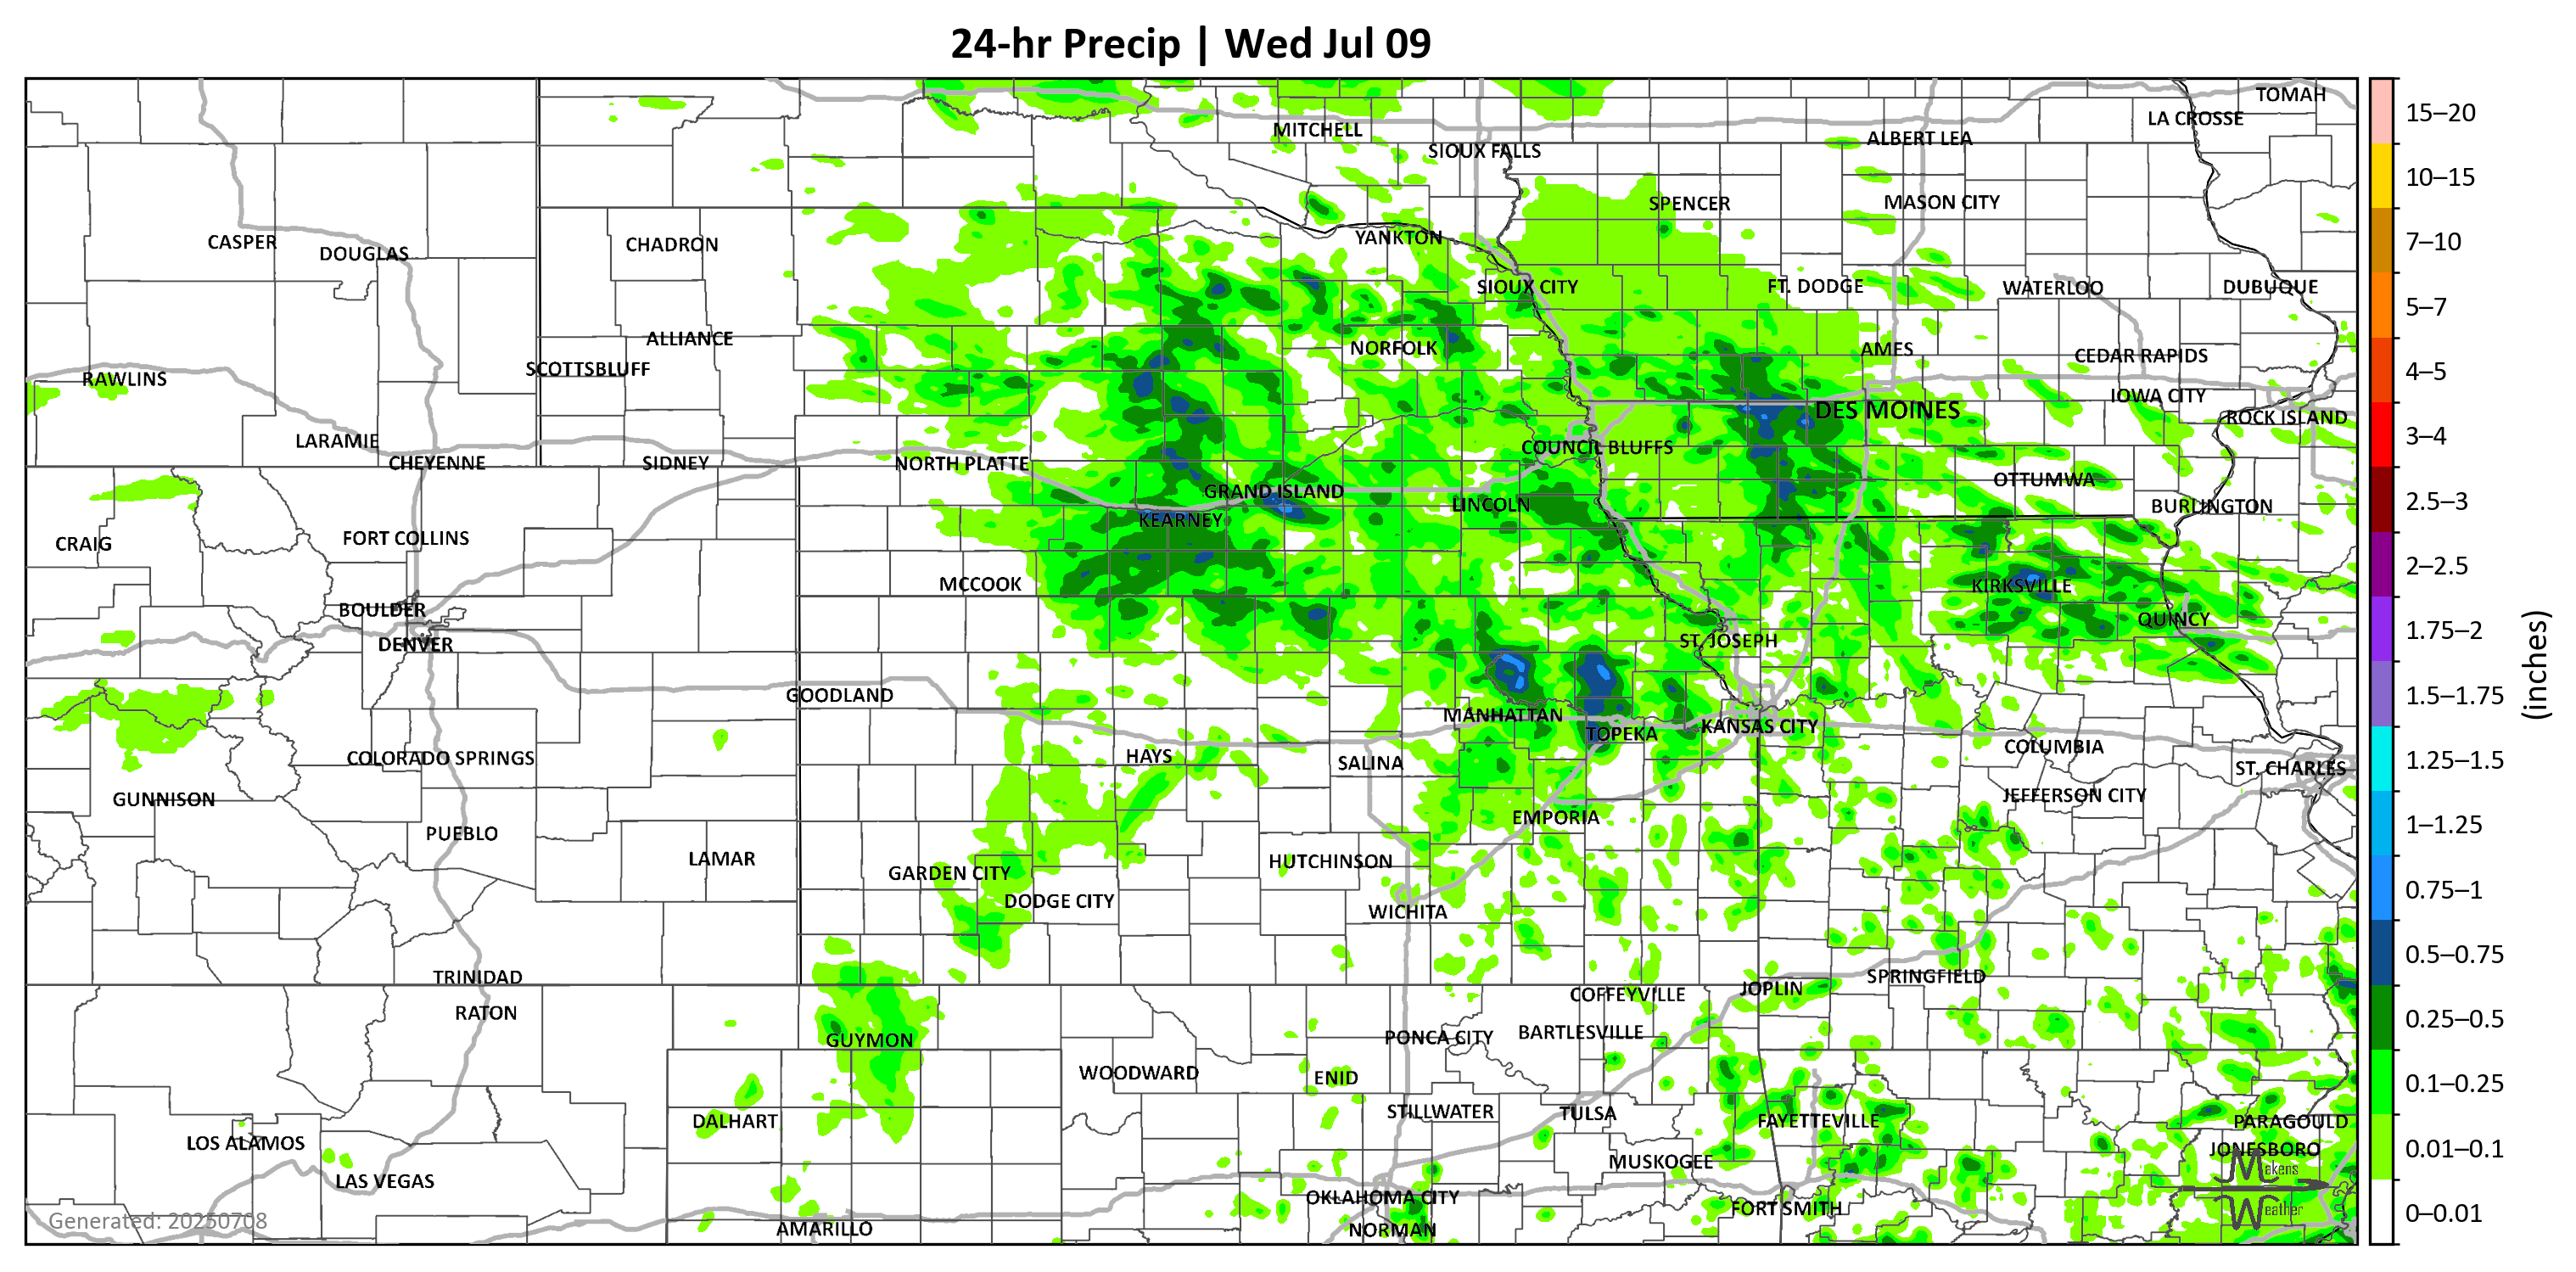 24-hr Precip | Wed Jul 09
TOMAH
LA CROSSE
MITCHELL
ALBERT LEA
SIOUX FALLS
SPENCER
MASON CITY
YANKTON
CASPER
CHADRON
DOUGLAS
SIOUX CITY
FT. DODGE
WATERLOO
DUBUQUE
ALLIANCE
NORFOLK
AMES
CEDAR RAPIDS
SCOTTSBLUFF
RAWLINS
IOWA CITY
DES MOINES
ROCK ISLAND
LARAMIE
COUNCIL BLUFFS
CHEYENNE
SIDNEY
NORTH PLATTE
OTTUMWA
GRAND ISLAND
LINCOLN
BURLINGTON
KEARNEY
FORT COLLINS
CRAIG
MCCOOK
KIRKSVILLE
BOULDER
QUINCY
DENVER
ST. JOSEPH
GOODLAND
MANHATTAN
KANSAS CITY
TOPEKA
COLUMBIA
HAYS
COLORADO SPRINGS
SALINA
ST. CHARLES
GUNNISON
JEFFERSON CITY
EMPORIA
PUEBLO
LAMAR
HUTCHINSON
GARDEN CITY
DODGE CITY
WICHITA
TRINIDAD
SPRINGFIELD
JOPLIN
COFFEYVILLE
RATON
BARTLESVILLE
PONCA CITY
GUYMON
WOODWARD
ENID
STILLWATER
TULSA
DALHART
FAYETTEVILLE
PARAGOULD
LOS ALAMOS
JONESBORO
MUSKOGEE
Makens
LAS VEGAS
OKLAHOMA CITY
FORT SMITH
Weather
Generated: 20250708
AMARILLO
NORMAN
15–20
10–15
7–10
5–7
4–5
3–4
2.5–3
2–2.5
1.75–2
1.5–1.75
1.25–1.5
1–1.25
0.75–1
0.5–0.75
0.25–0.5
0.1–0.25
0.01–0.1
0–0.01
(inches)